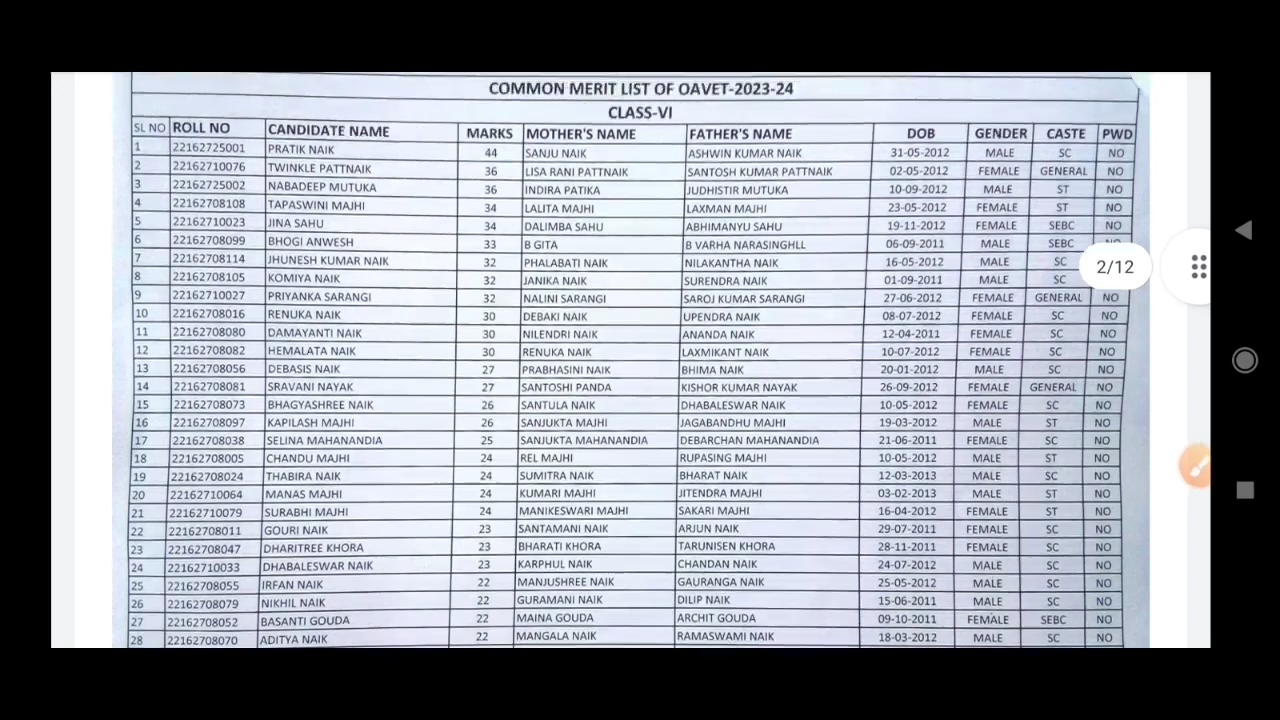 COMMON MERIT LIST OF OAVET-2023-24
CLASS-VI
SL NO ROLL NO CANDIDATE NAME MARKS MOTHER'S NAME FATHER'S NAME DOB GENDER CASTE PWD
1 22162725001 PRATIK NAIK 44 SANJU NAIK ASHWIN KUMAR NAIK 31-05-2012 MALE SC NO
2 22162710076 TWINKLE PATTNAIK 36 LISA RANI PATTNAIK SANTOSH KUMAR PATTNAIK 02-05-2012 FEMALE GENERAL NO
3 22162725002 NABADEEP MUTUKA 36 INDIRA PATIKA JUDHISTIR MUTUKA 10-09-2012 MALE ST NO
4 22162708108 TAPASWINI MAJHI 34 LALITA MAJHI LAXMAN MAJHI 23-05-2012 FEMALE ST NO
5 22162710023 JINA SAHU 34 DALIMBA SAHU ABHIMANYU SAHU 19-11-2012 FEMALE SEBC NO
6 22162708099 BHOGI ANWESH 33 B GITA B VARHA NARASINGHLL 06-09-2011 MALE SEBC
7 22162708114 JHUNESH KUMAR NAIK 32 PHALABATI NAIK NILAKANTHA NAIK 16-05-2012 MALE SC
8 22162708105 KOMIYA NAIK 32 JANIKA NAIK SURENDRA NAIK 01-09-2011 MALE SC
2/12
9 22162710027 PRIYANKA SARANGI 32 NALINI SARANGI SAROJ KUMAR SARANGI 27-06-2012 FEMALE GENERAL NO
10 22162708016 RENUKA NAIK 30 DEBAKI NAIK UPENDRA NAIK 08-07-2012 FEMALE SC NO
11 22162708080 DAMAYANTI NAIK 30 NILENDRI NAIK ANANDA NAIK 12-04-2011 FEMALE SC NO
12 22162708082 HEMALATA NAIK 30 RENUKA NAIK LAXMIKANT NAIK 10-07-2012 FEMALE SC NO
13 22162708056 DEBASIS NAIK 27 PRABHASINI NAIK BHIMA NAIK 20-01-2012 MALE SC NO
14 22162708081 SRAVANI NAYAK 27 SANTOSHI PANDA KISHOR KUMAR NAYAK 26-09-2012 FEMALE GENERAL NO
15 22162708073 BHAGYASHREE NAIK 26 SANTULA NAIK DHABALESWAR NAIK 10-05-2012 FEMALE SC NO
16 22162708097 KAPILASH MAJHI 26 SANJUKTA MAJHI JAGABANDHU MAJHI 19-03-2012 MALE ST NO
17 22162708038 SELINA MAHANANDIA 25 SANJUKTA MAHANANDIA DEBARCHAN MAHANANDIA 21-06-2011 FEMALE SC NO
18 22162708005 CHANDU MAJHI 24 REL MAJHI RUPASING MAJHI 10-05-2012 MALE ST NO
19 22162708024 THABIRA NAIK 24 SUMITRA NAIK BHARAT NAIK 12-03-2013 MALE SC NO
20 22162710064 MANAS MAJHI 24 KUMARI MAJHI JITENDRA MAJHI 03-02-2013 MALE ST NO
21 22162710079 SURABHI MAJHI 24 MANIKESWARI MAJHI SAKARI MAJHI 16-04-2012 FEMALE ST NO
22 22162708011 GOURI NAIK 23 SANTAMANI NAIK ARJUN NAIK 29-07-2011 FEMALE SC NO
23 22162708047 DHARITREE KHORA 23 BHARATI KHORA TARUNISEN KHORA 28-11-2011 FEMALE SC NO
24 22162710033 DHABALESWAR NAIK 23 KARPHUL NAIK CHANDAN NAIK 24-07-2012 MALE SC NO
25 22162708055 IRFAN NAIK 22 MANJUSHREE NAIK GAURANGA NAIK 25-05-2012 MALE SC NO
26 22162708079 NIKHIL NAIK 22 GURAMANI NAIK DILIP NAIK 15-06-2011 MALE SC NO
27 22162708052 BASANTI GOUDA 22 MAINA GOUDA ARCHIT GOUDA 09-10-2011 FEMALE SEBC NO
28 22162708070 ADITYA NAIK 22 MANGALA NAIK RAMASWAMI NAIK 18-03-2012 MALE SC NO